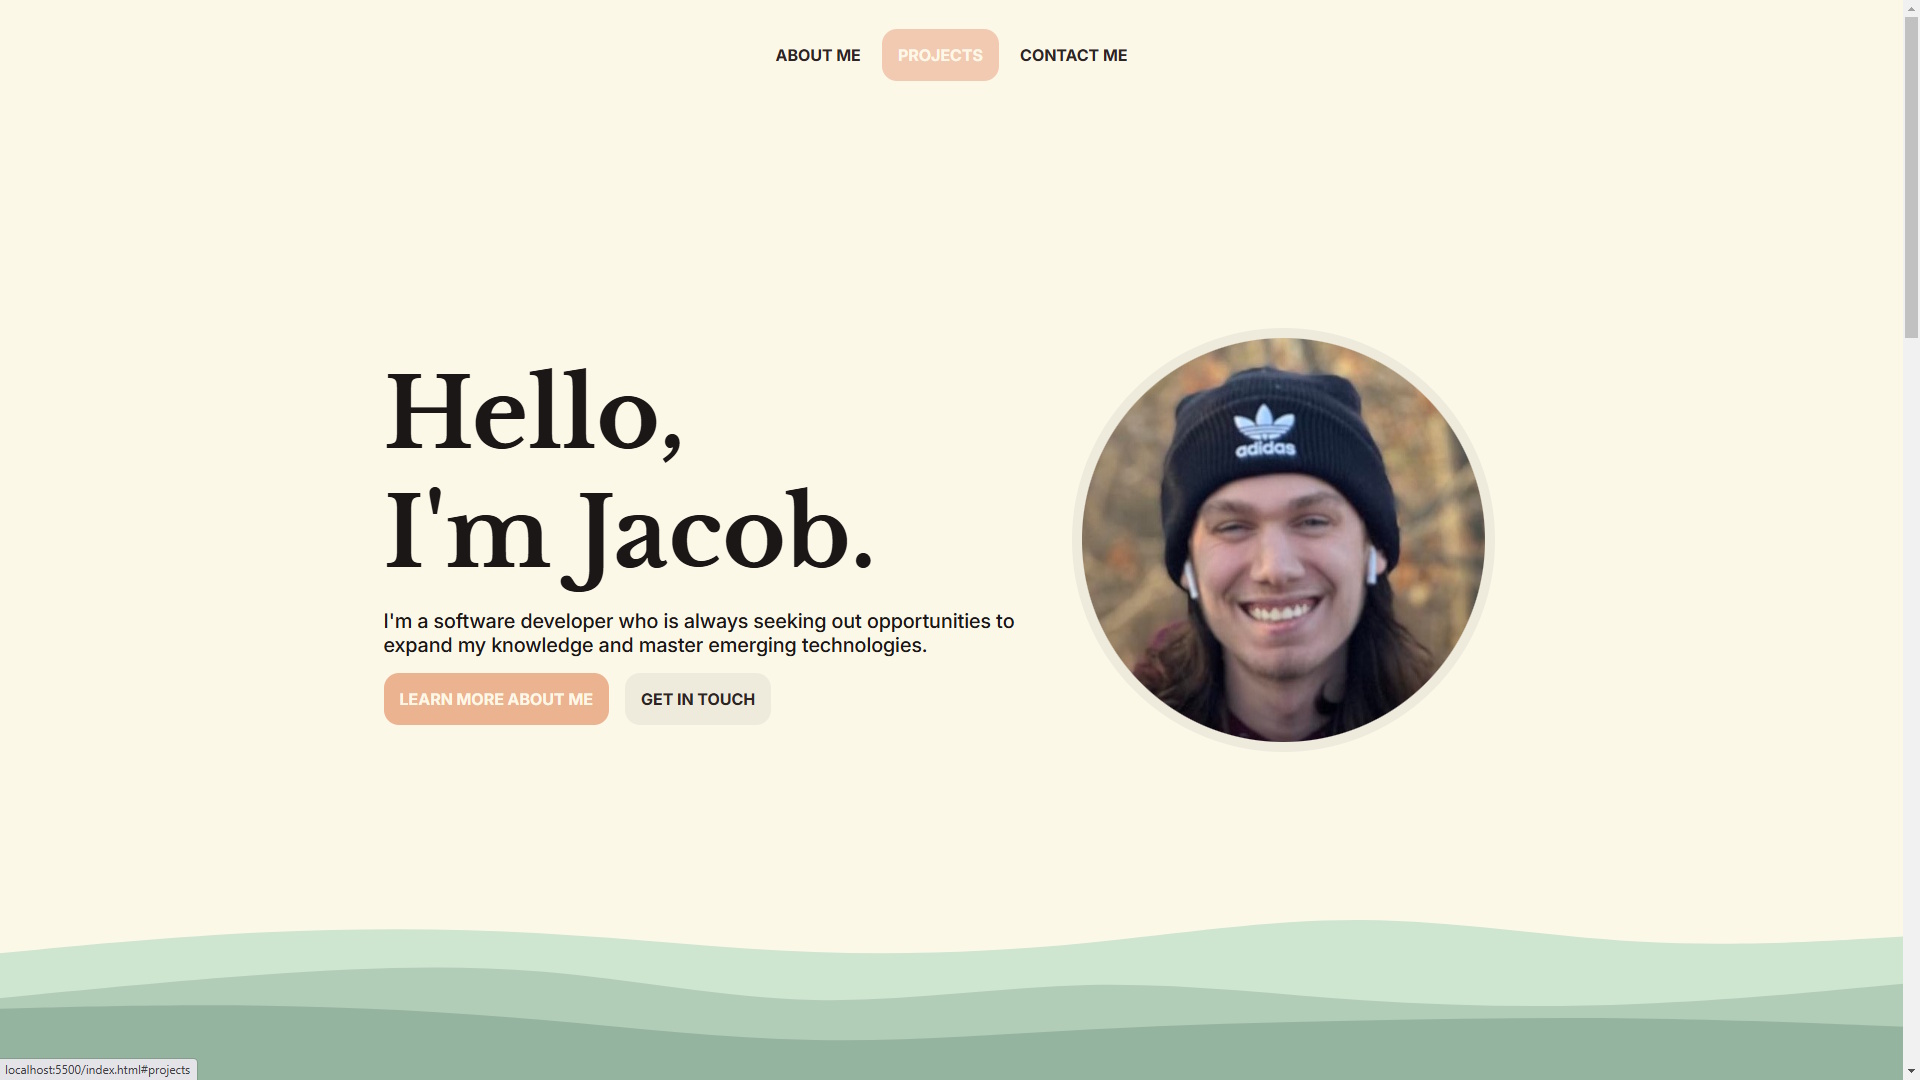 ABOUT ME PROJECTS CONTACT ME
Hello,
I'm Jacob.
adidas
I'm a software developer who is always seeking out opportunities to
expand my knowledge and master emerging technologies.
LEARN MORE ABOUT ME GET IN TOUCH
localhost:5500/index.html#projects